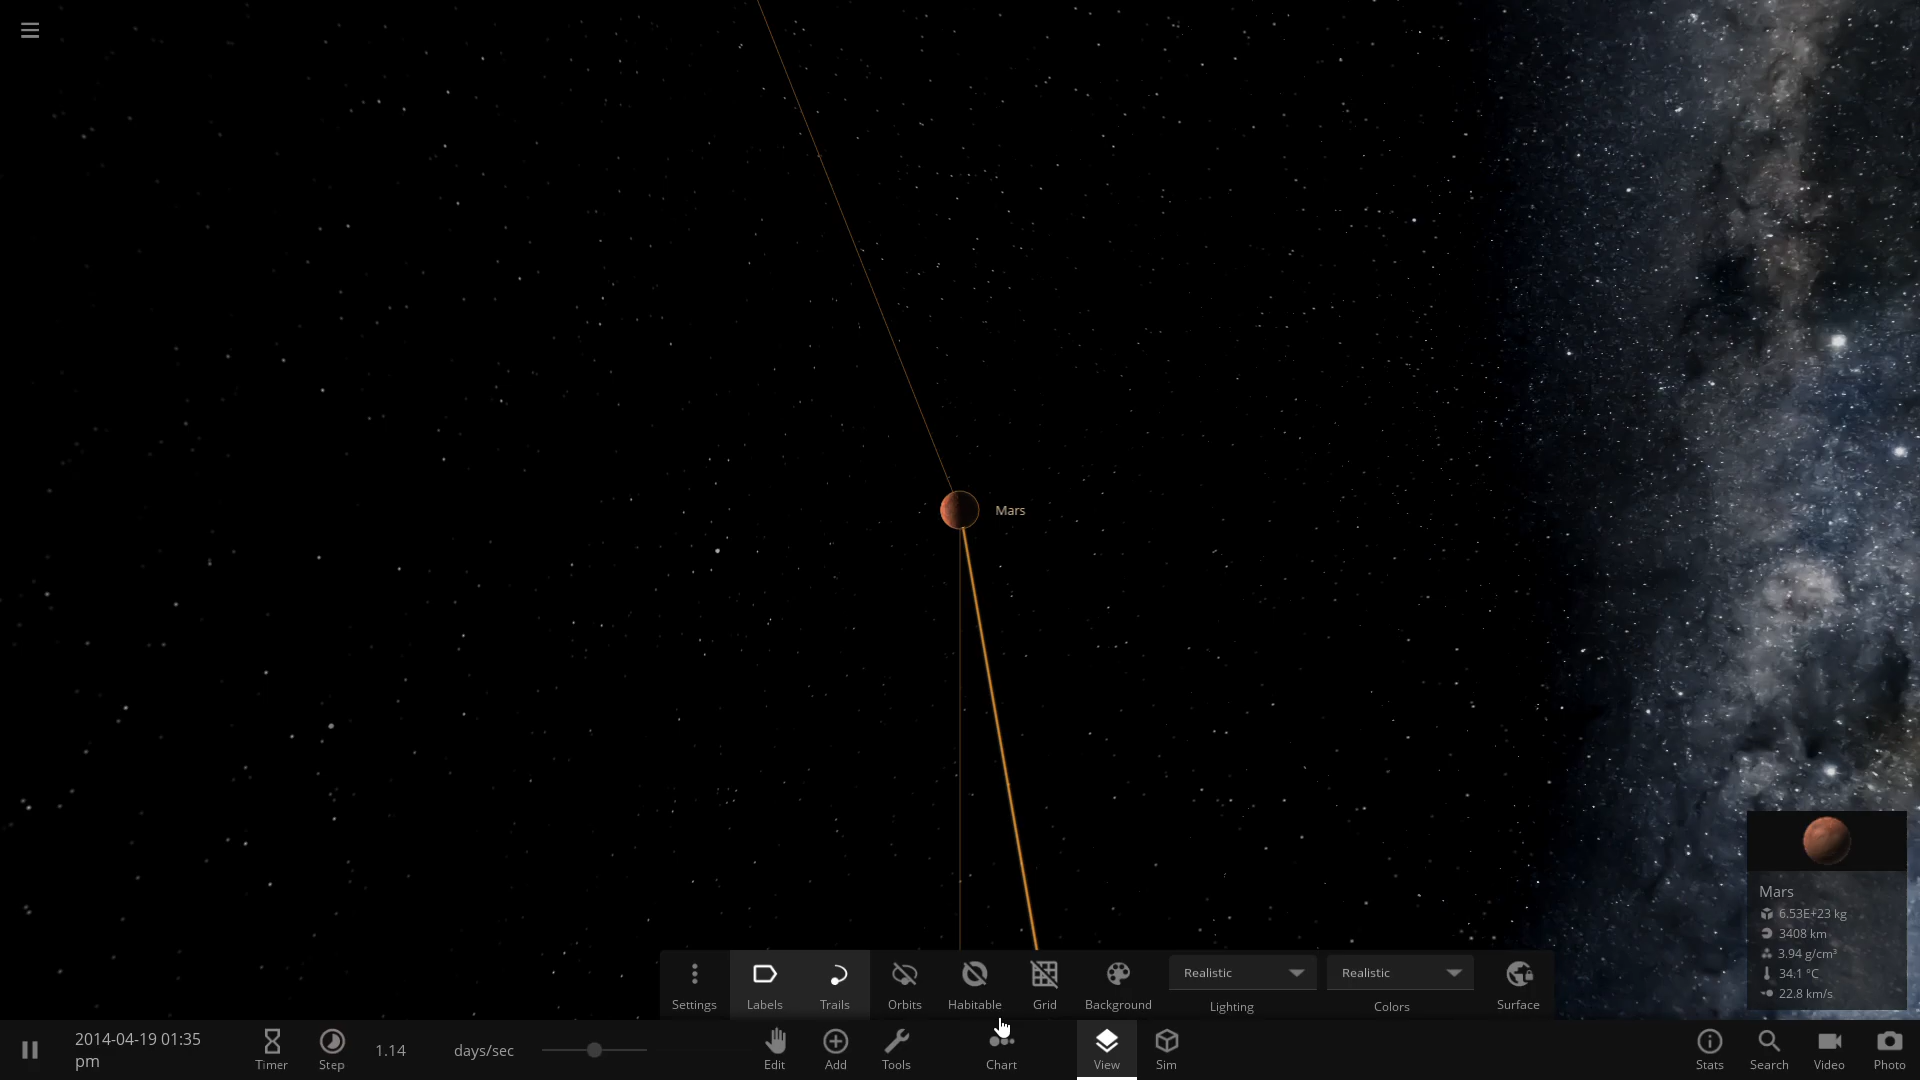 Mars
Mars
6.53E+23 kg
3408 km
3.94 g/cm³
34.1 °C
22.8 km/s
Realistic
Realistic
Settings
Labels
Trails
Orbits
Habitable
Grid
Background
Lighting
Colors
Surface
2014-04-19 01:35
pm
Timer
Step
1.14
days/sec
Edit
Add
Tools
Chart
View
Sim
Stats
Search
Video
Photo